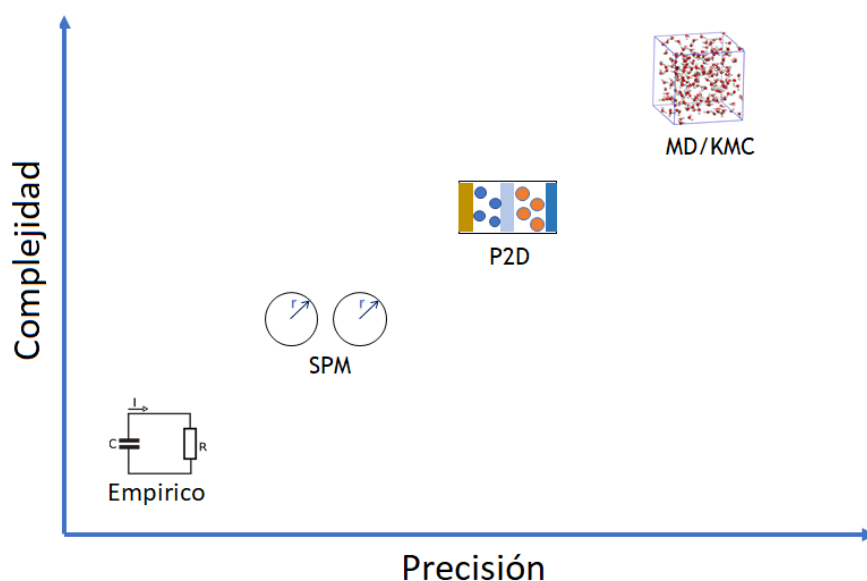 MD/KMC
P2D
r
r
SPM
I
C
R
Empirico
Complejidad
Precisión